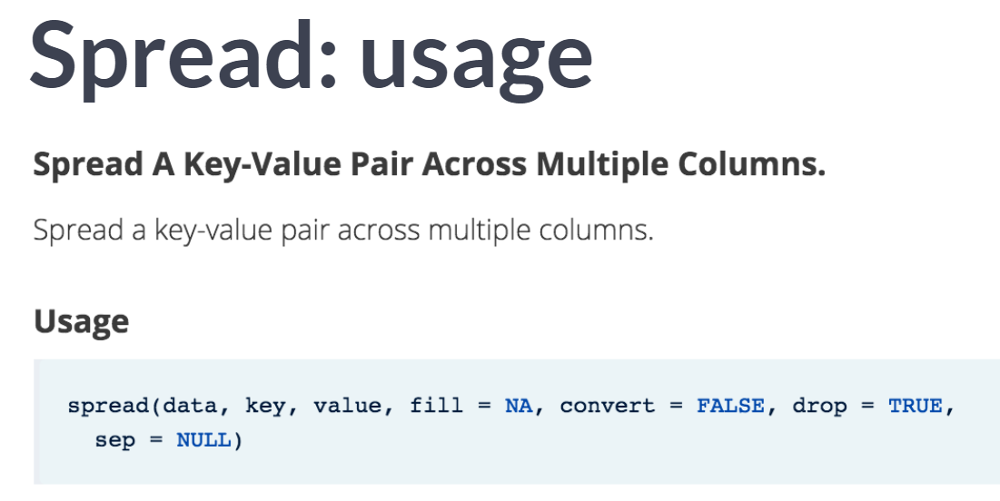 Spread: usage
Spread A Key-Value Pair Across Multiple Columns.
Spread a key-value pair across multiple columns.
Usage
spread(data, key, value, fill = NA, convert = FALSE, drop = TRUE,
sep = NULL)